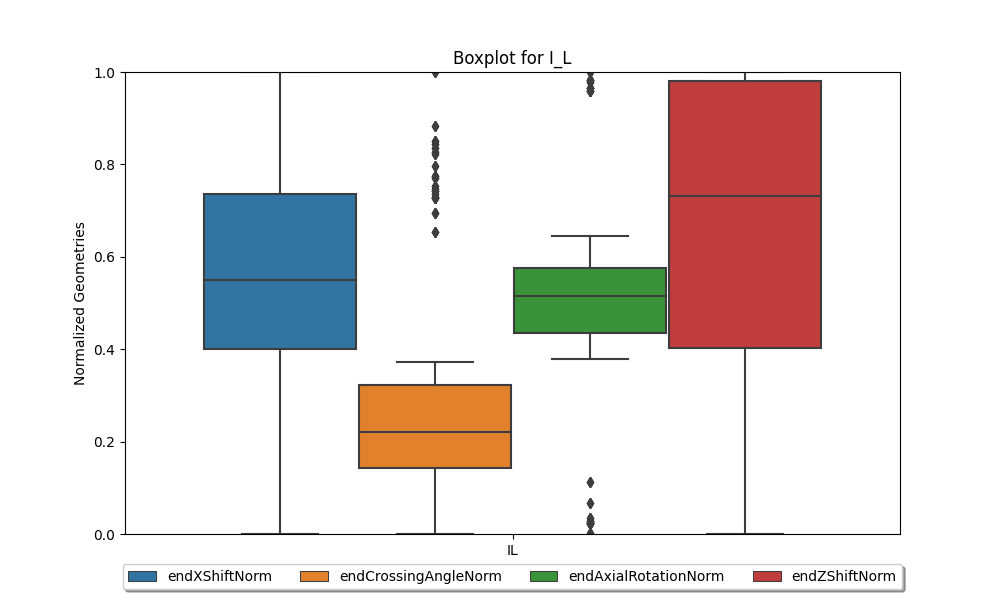 Boxplot for I_L
1.0
0.8
0.6
0.4
0.2
0.0
Normalized Geometries
IL
endXShiftNorm endCrossingAngleNorm endAxialRotationNorm endZShiftNorm